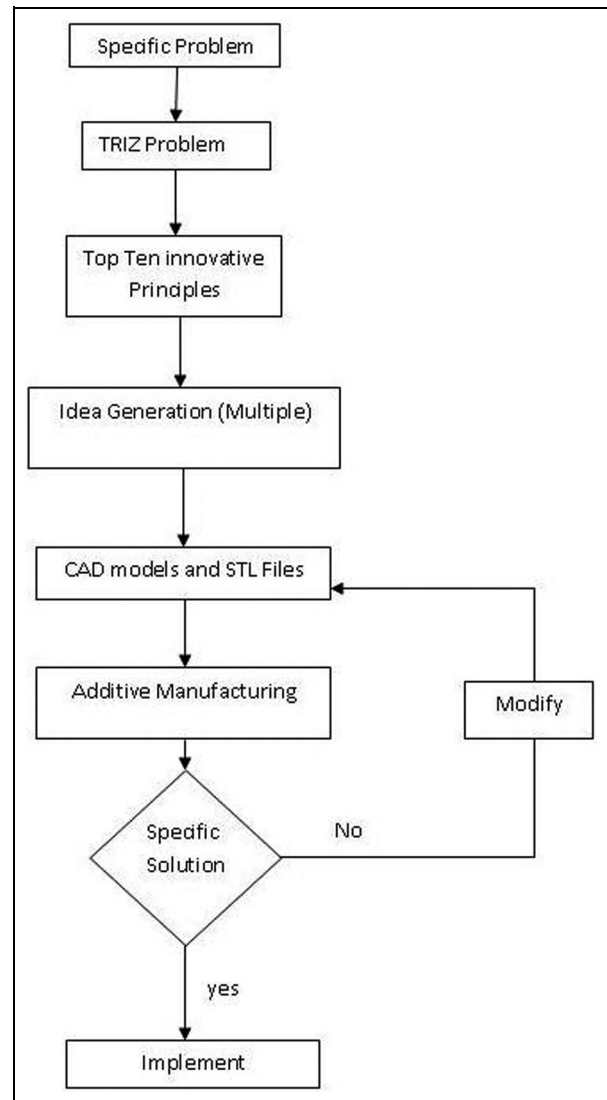 Specific Problem
TRIZ Problem
Top Ten innovative
Principles
Idea Generation (Multiple)
CAD models and STL Files
Additive Manufacturing
Modify
Specific
Solution
No
yes
Implement